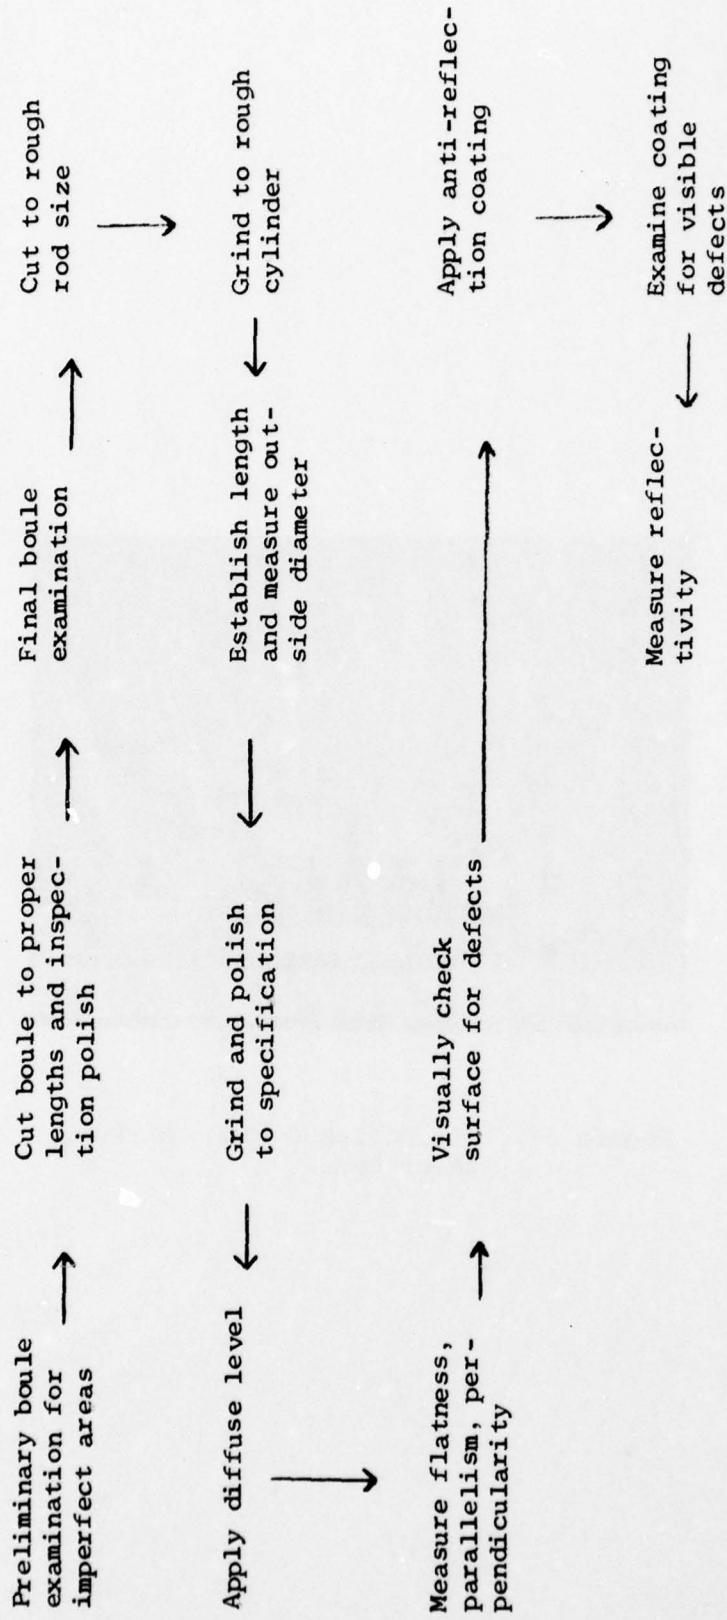 Preliminary boule
examination for
imperfect areas
Cut boule to proper
lengths and inspec-
tion polish
Final boule
examination
Cut to rough
rod size
Grind to rough
cylinder
Establish length
and measure out-
side diameter
Grind and polish
to specification
Apply diffuse level
Measure flatness,
parallelism, per-
pendicularity
Visually check
surface for defects
Apply anti-reflec-
tion coating
Examine coating
for visible
defects
Measure reflec-
tivity